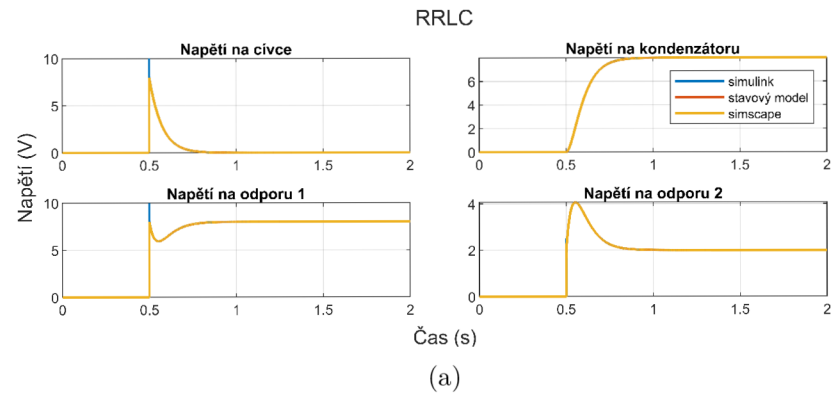 RRLC
Napětí na cívce
10
5
0
0 0.5 1 1.5 2
Napětí na kondenzátoru
6
4
2
0
0 0.5 1 1.5 2
simulink
stavový model
simscape
Napětí (V)
Napětí na odporu 1
10
5
0
0 0.5 1 1.5 2
Napětí na odporu 2
4
2
0
0 0.5 1 1.5 2
Čas (s)
(a)